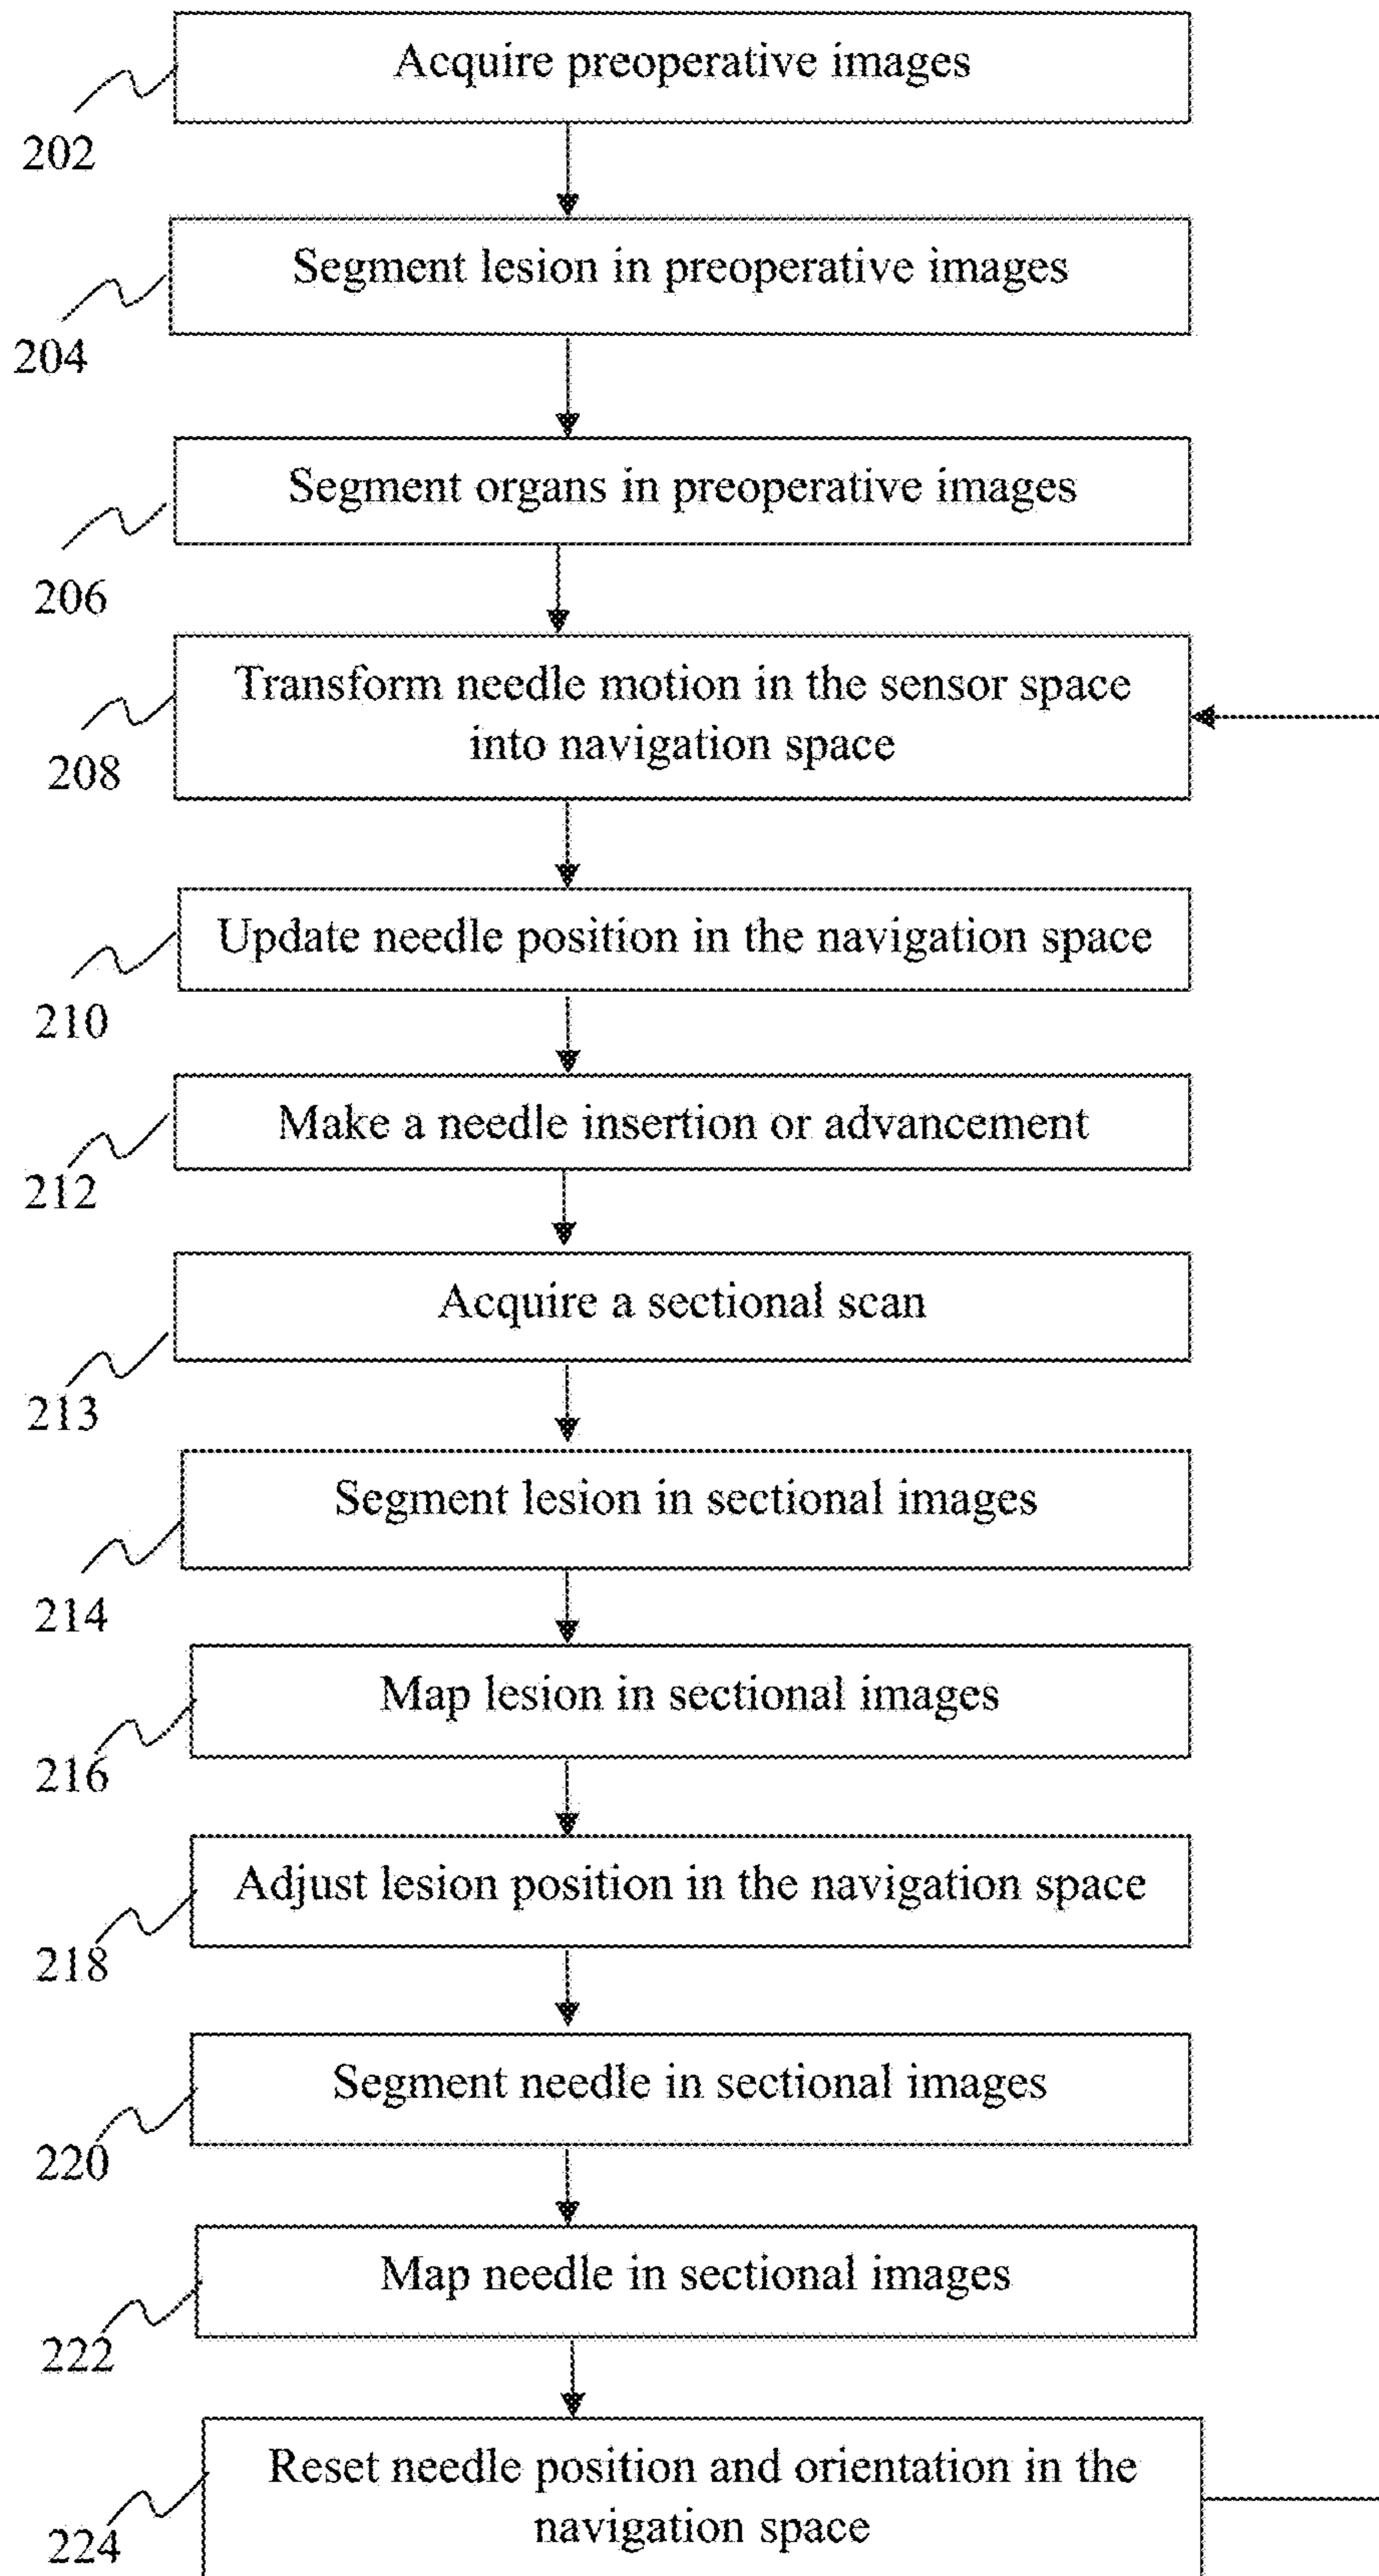 Acquire preoperative images
202
Segment lesion in preoperative images
204
Segment organs in preoperative images
206
Transform needle motion in the sensor space
into navigation space
208
Update needle position in the navigation space
210
Make a needle insertion or advancement
212
Acquire a sectional scan
213
Segment lesion in sectional images
214
Map lesion in sectional images
216
Adjust lesion position in the navigation space
218
Segment needle in sectional images
220
Map needle in sectional images
222
Reset needle position and orientation in the
navigation space
224